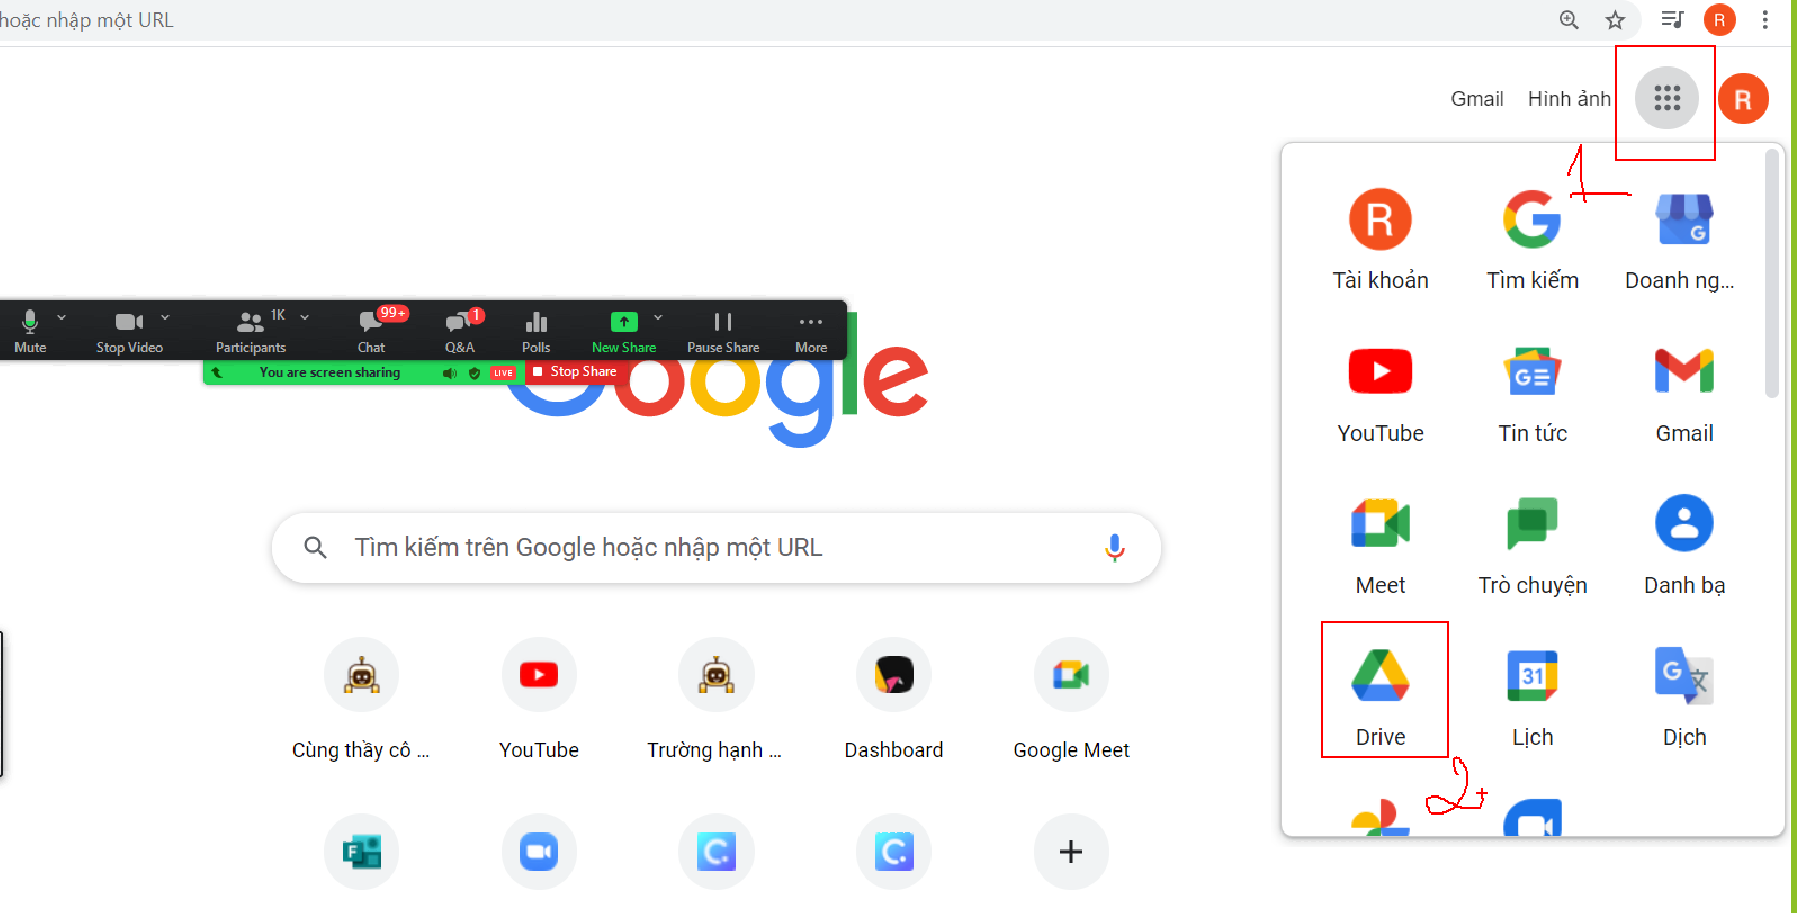 hoặc nhập một URL
R
Gmail
Hình ảnh
R
1
R
G
G
Tài khoản
Tìm kiếm
Doanh ng...
1K
99+
1
Mute
Stop Video
Participants
Chat
Q&A
Polls
New Share
Pause Share
More
You are screen sharing
LIVE
Stop Share
Google
G
YouTube
Tin tức
Gmail
Tìm kiếm trên Google hoặc nhập một URL
Meet
Trò chuyện
Danh bạ
31
G
Drive
Lịch
Dịch
2
Cùng thầy cô ...
YouTube
Trường hạnh ...
Dashboard
Google Meet
F
C.
C.